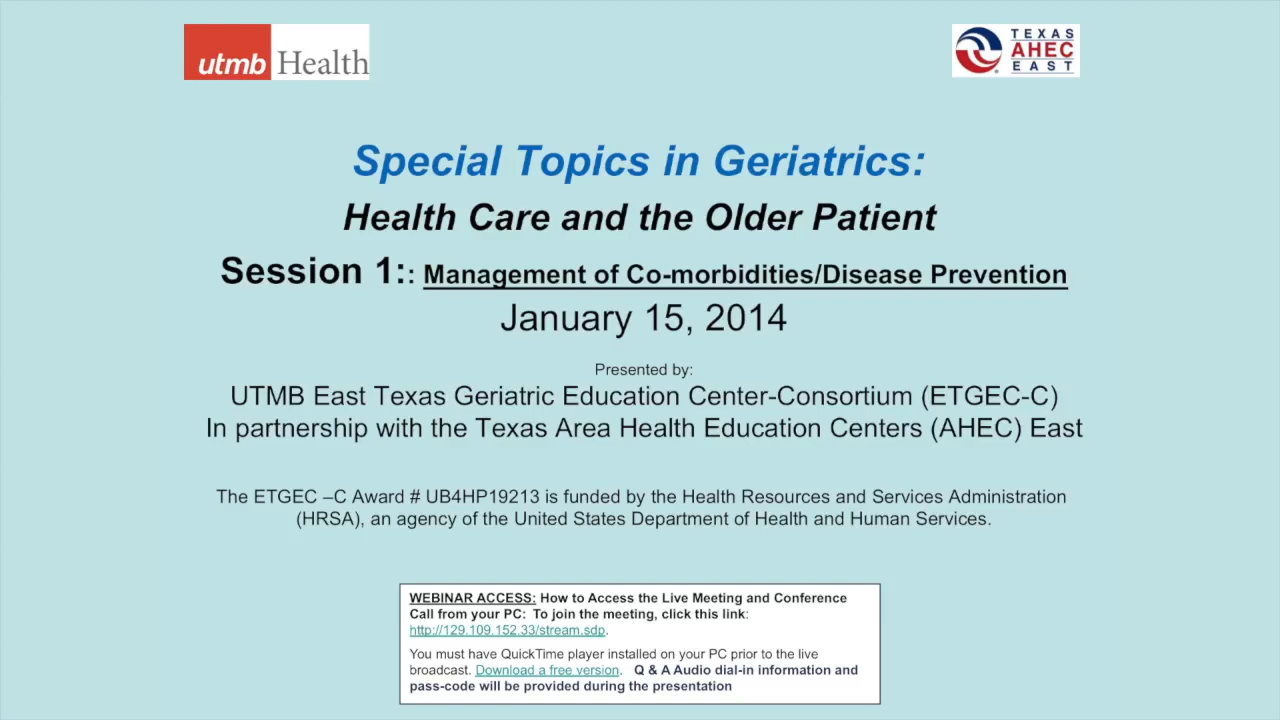 utmb Health
TEXAS
AHEC
EAST
Special Topics in Geriatrics:
Health Care and the Older Patient
Session 1:: Management of Co-morbidities/Disease Prevention
January 15, 2014
Presented by:
UTMB East Texas Geriatric Education Center-Consortium (ETGEC-C)
In partnership with the Texas Area Health Education Centers (AHEC) East
The ETGEC –C Award # UB4HP19213 is funded by the Health Resources and Services Administration
(HRSA), an agency of the United States Department of Health and Human Services.
WEBINAR ACCESS: How to Access the Live Meeting and Conference
Call from your PC: To join the meeting, click this link:
http://129.109.152.33/stream.sdp.
You must have QuickTime player installed on your PC prior to the live
broadcast. Download a free version. Q & A Audio dial-in information and
pass-code will be provided during the presentation